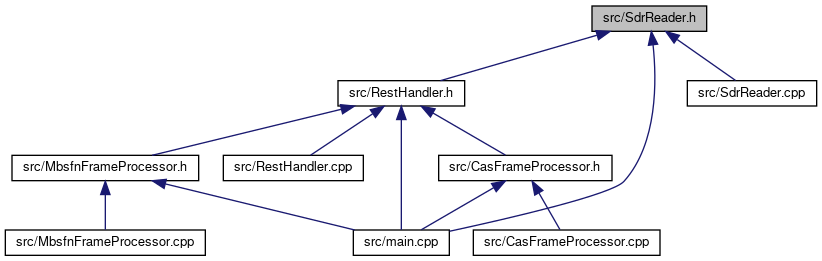 src/SdrReader.h
src/RestHandler.h
src/SdrReader.cpp
src/MbsfnFrameProcessor.h
src/RestHandler.cpp
src/CasFrameProcessor.h
src/MbsfnFrameProcessor.cpp
src/main.cpp
src/CasFrameProcessor.cpp